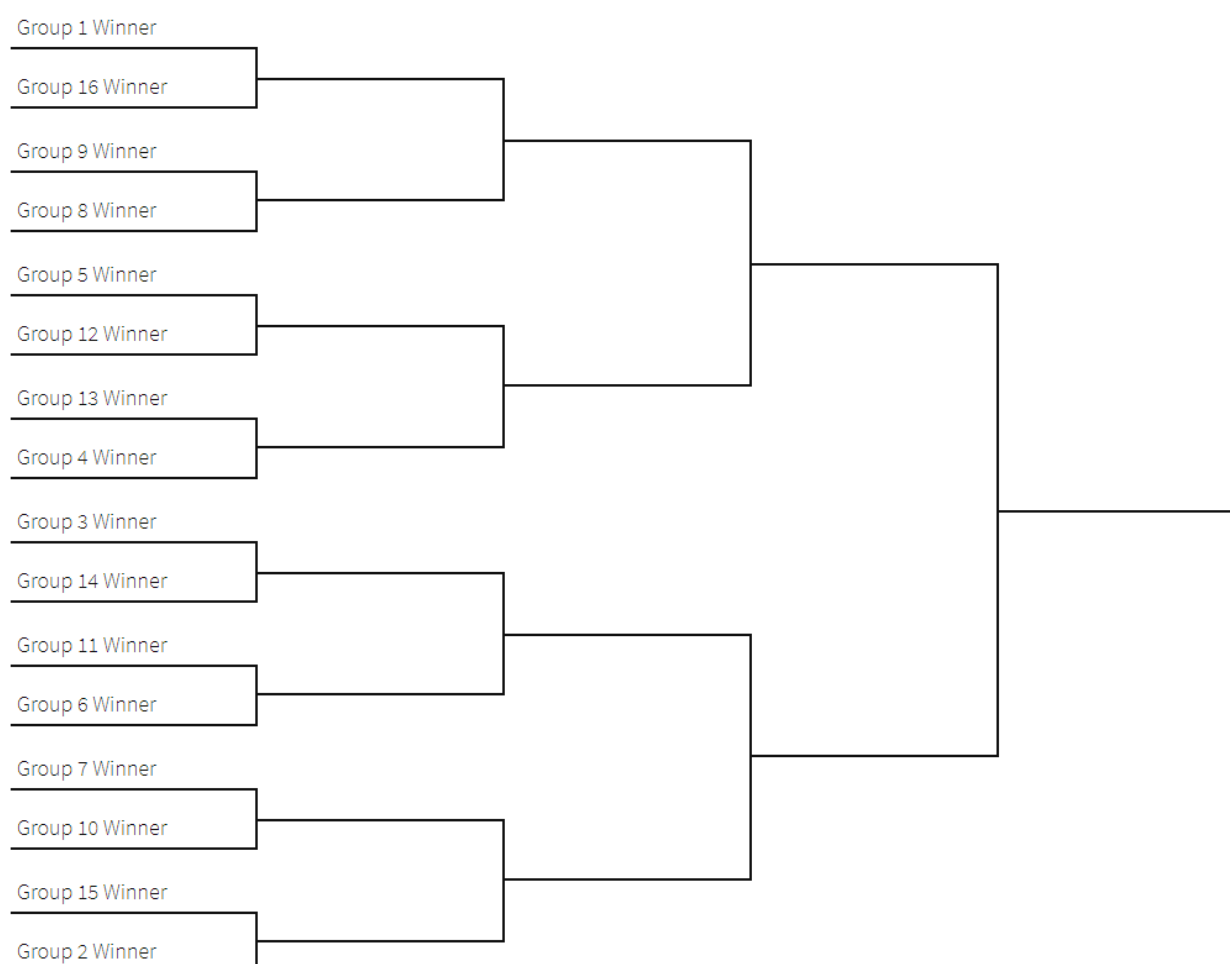 Group 1 Winner
Group 16 Winner
Group 9 Winner
Group 8 Winner
Group 5 Winner
Group 12 Winner
Group 13 Winner
Group 4 Winner
Group 3 Winner
Group 14 Winner
Group 11 Winner
Group 6 Winner
Group 7 Winner
Group 10 Winner
Group 15 Winner
Group 2 Winner